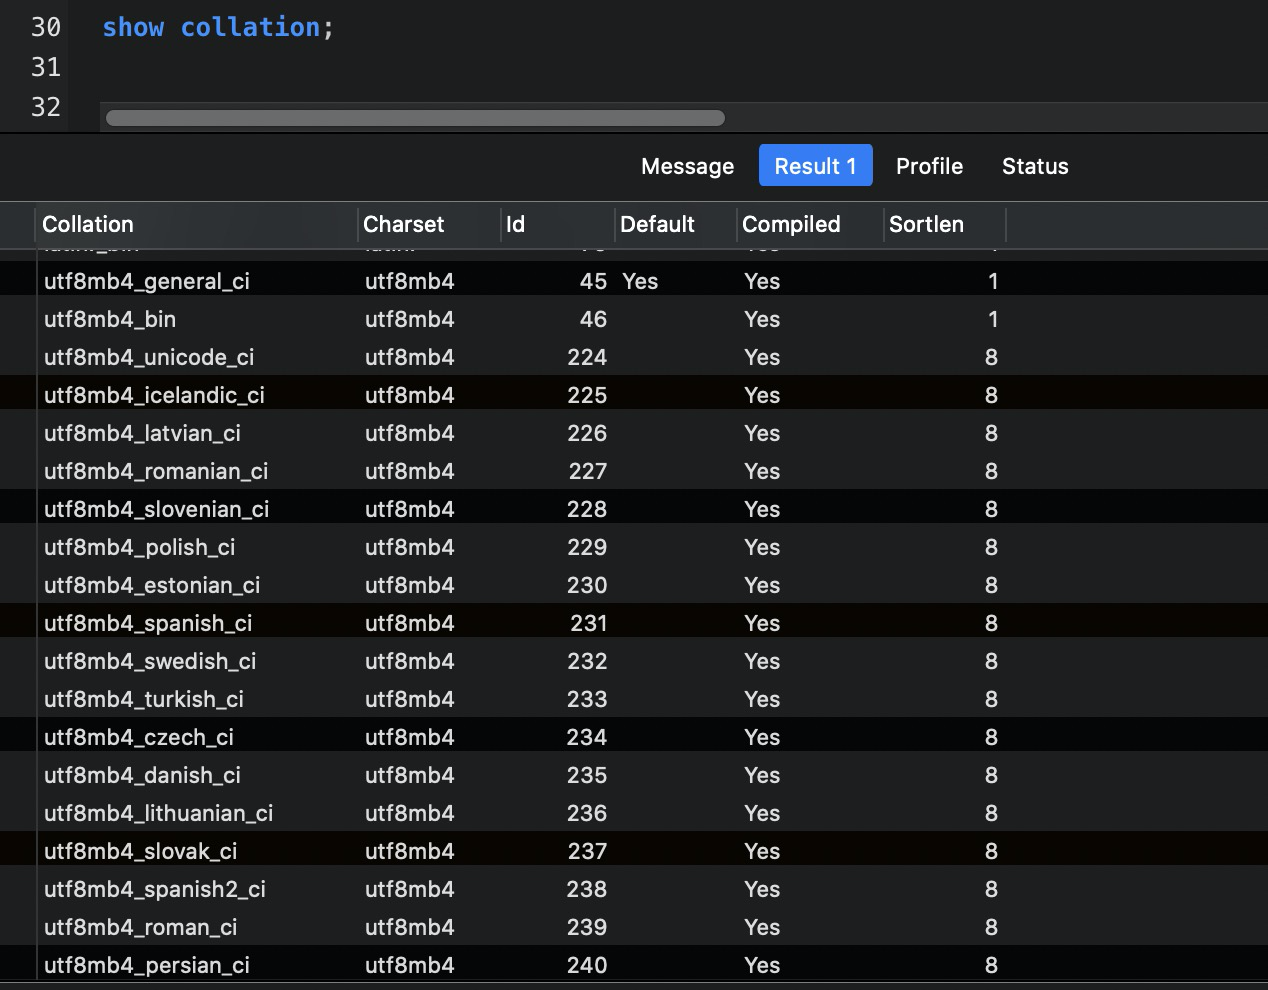 30 show collation;
31
32
Message Result 1 Profile Status
Collation Charset Id Default Compiled Sortlen
utf8mb4_general_ci utf8mb4 45 Yes Yes 1
utf8mb4_bin utf8mb4 46 Yes 1
utf8mb4_unicode_ci utf8mb4 224 Yes 8
utf8mb4_icelandic_ci utf8mb4 225 Yes 8
utf8mb4_latvian_ci utf8mb4 226 Yes 8
utf8mb4_romanian_ci utf8mb4 227 Yes 8
utf8mb4_slovenian_ci utf8mb4 228 Yes 8
utf8mb4_polish_ci utf8mb4 229 Yes 8
utf8mb4_estonian_ci utf8mb4 230 Yes 8
utf8mb4_spanish_ci utf8mb4 231 Yes 8
utf8mb4_swedish_ci utf8mb4 232 Yes 8
utf8mb4_turkish_ci utf8mb4 233 Yes 8
utf8mb4_czech_ci utf8mb4 234 Yes 8
utf8mb4_danish_ci utf8mb4 235 Yes 8
utf8mb4_lithuanian_ci utf8mb4 236 Yes 8
utf8mb4_slovak_ci utf8mb4 237 Yes 8
utf8mb4_spanish2_ci utf8mb4 238 Yes 8
utf8mb4_roman_ci utf8mb4 239 Yes 8
utf8mb4_persian_ci utf8mb4 240 Yes 8